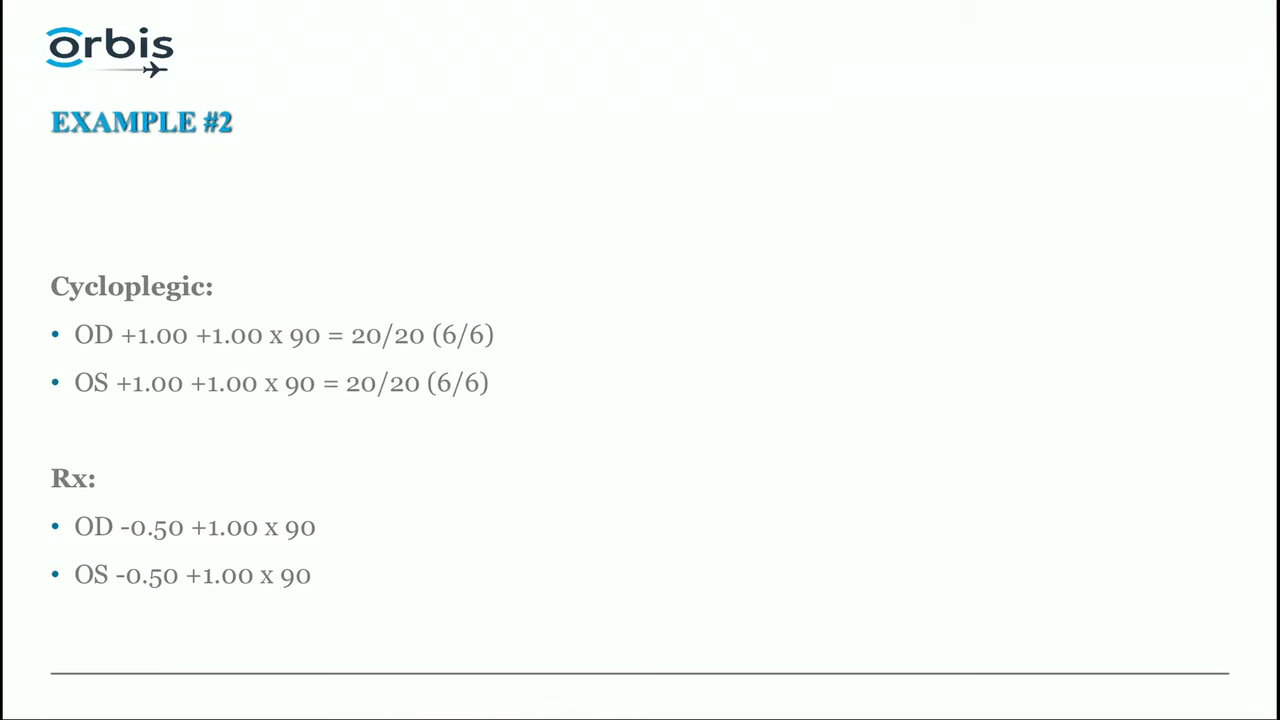 orbis
EXAMPLE #2
Cycloplegic:
• OD +1.00 +1.00 x 90 = 20/20 (6/6)
• OS +1.00 +1.00 x 90 = 20/20 (6/6)
Rx:
• OD -0.50 +1.00 x 90
• OS -0.50 +1.00 x 90